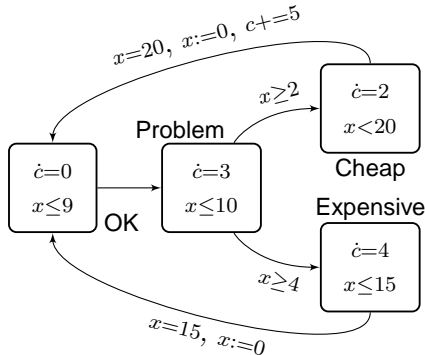 x=20, x:=0, c+=5
ċ=2
x<20
Cheap
x≥2
Problem
ċ=0
x≤9
OK
ċ=3
x≤10
Expensive
ċ=4
x≤15
x≥4
x=15, x:=0